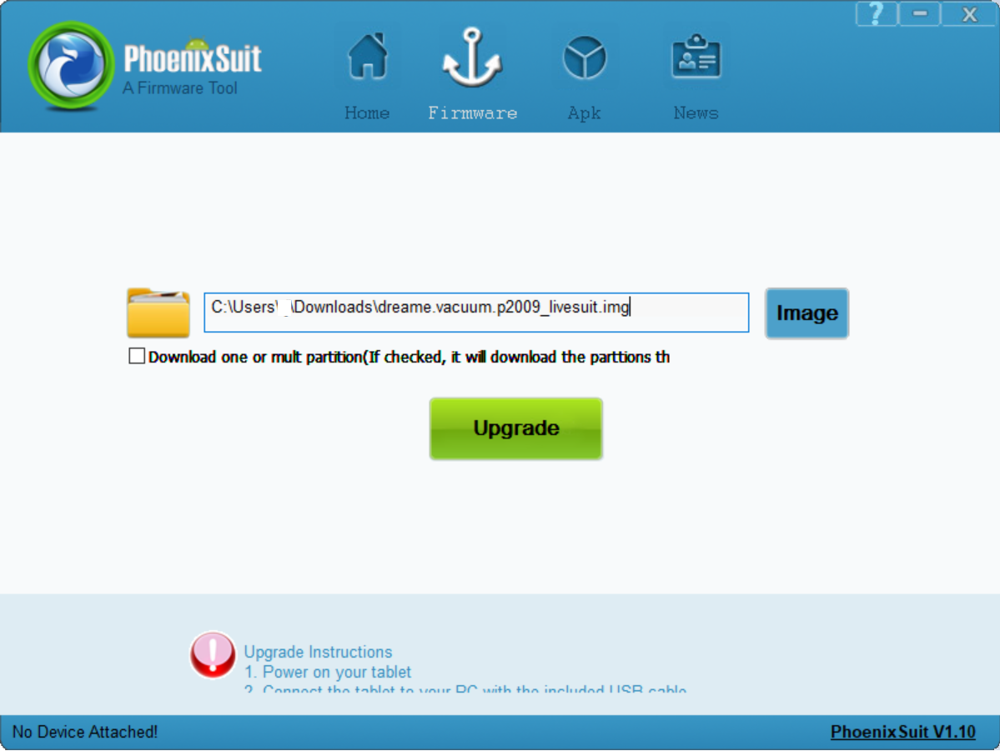 ? — X
PhoenixSuit
A Firmware Tool
Home Firmware Apk News
C:\Users\ \Downloads\dreame.vacuum.p2009_livesuit.img
Image
Download one or mult partition(If checked, it will download the parttions th
Upgrade
Upgrade Instructions
1. Power on your tablet
2. Connect the tablet to your PC with the included USB cable
No Device Attached!
PhoenixSuit V1.10